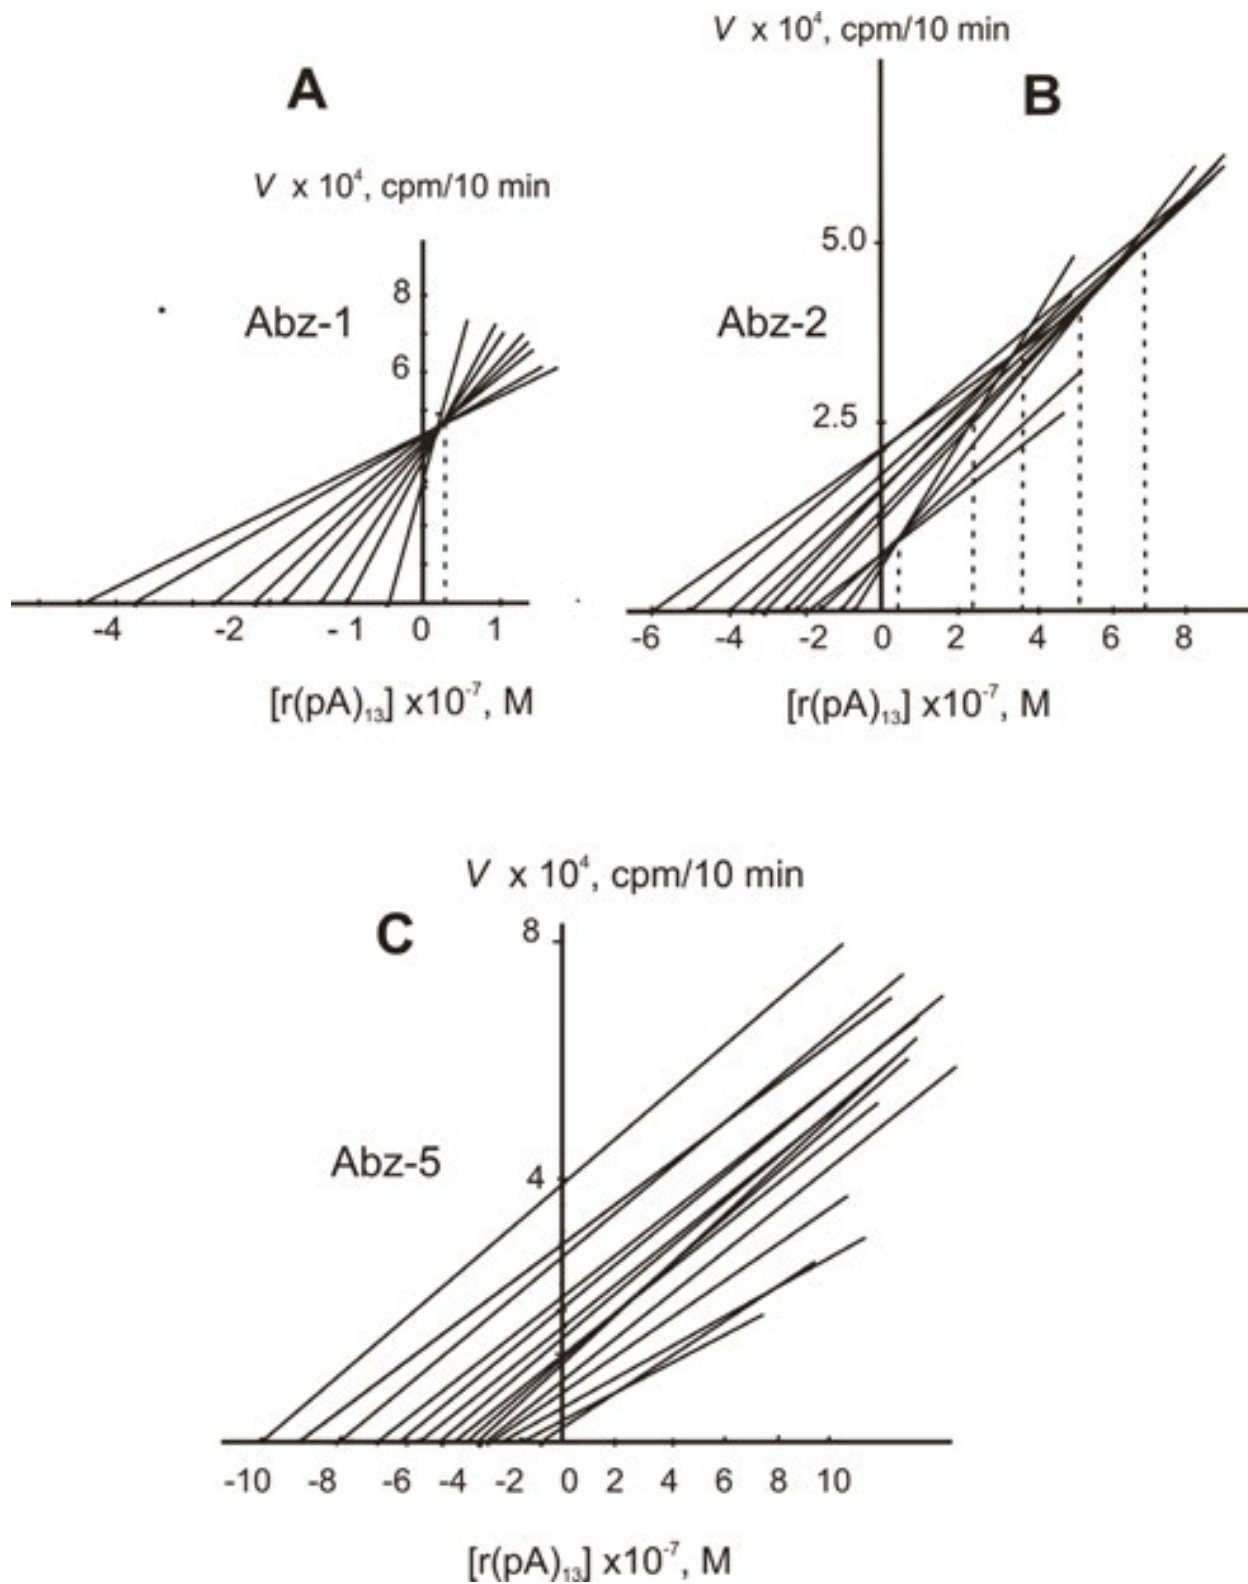 A
V x 10⁴, cpm/10 min
8
6
Abz-1
-4 -2 -1 0 1
[r(pA)₁₃] x10⁻⁷, M
V x 10⁴, cpm/10 min
B
5.0
Abz-2
2.5
-6 -4 -2 0 2 4 6 8
[r(pA)₁₃] x10⁻⁷, M
V x 10⁴, cpm/10 min
C
8
Abz-5
4
-10 -8 -6 -4 -2 0 2 4 6 8 10
[r(pA)₁₃] x10⁻⁷, M